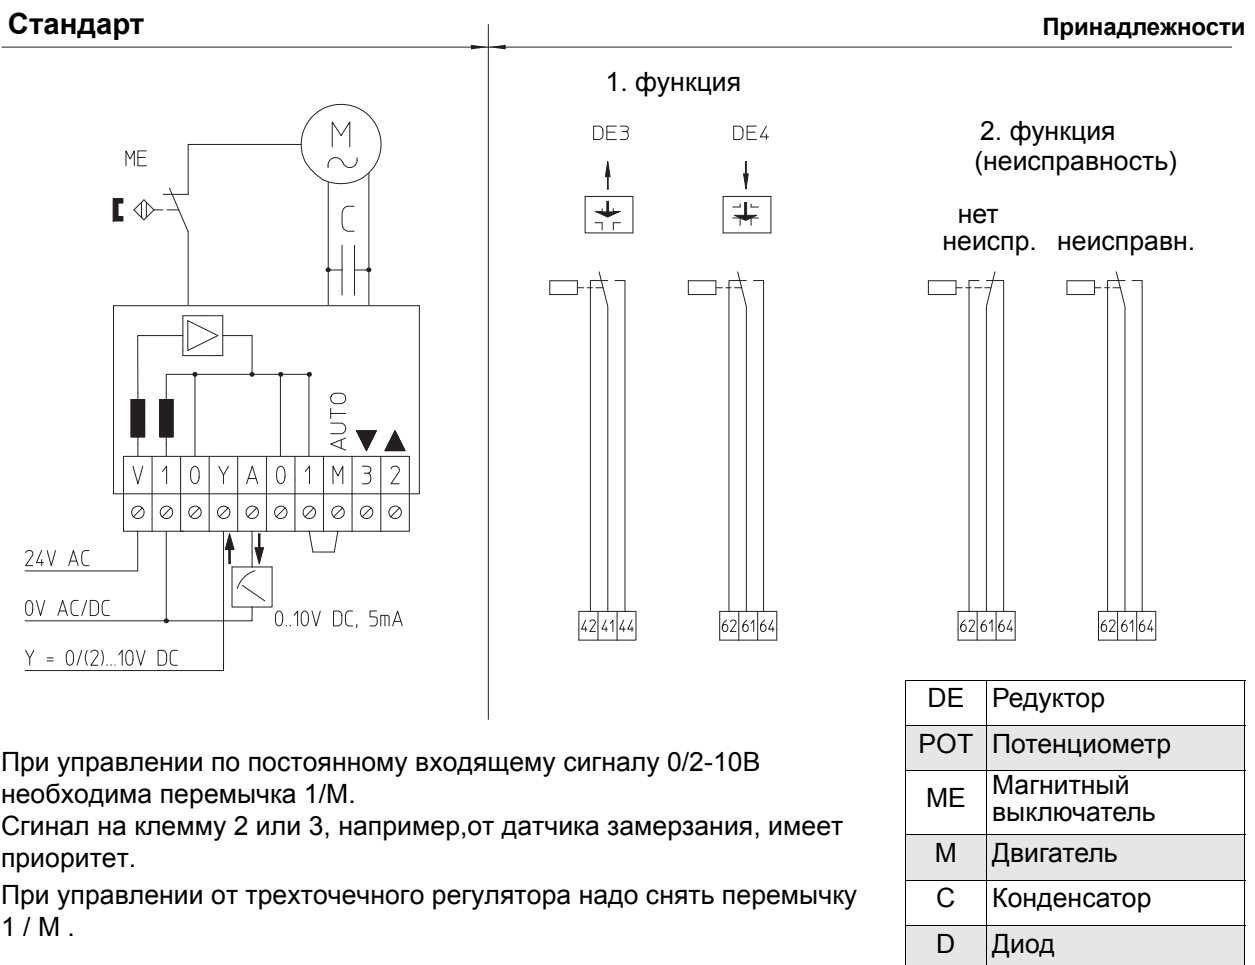 Стандарт
Принадлежности
1. функция
DE3
DE4
2. функция
(неисправность)
нет
неиспр.
неисправн.
ME
M
C
AUTO
V 1 0 Y A 0 1 M 3 2
24V AC
0V AC/DC
0..10V DC, 5mA
Y = 0/(2)...10V DC
42 41 44
62 61 64
62 61 64
62 61 64
При управлении по постоянному входящему сигналу 0/2-10В
необходима перемычка 1/М.
Сгинал на клемму 2 или 3, например,от датчика замерзания, имеет
приоритет.
При управлении от трехточечного регулятора надо снять перемычку
1 / М .
DE Редуктор
POT Потенциометр
ME Магнитный
выключатель
M Двигатель
C Конденсатор
D Диод